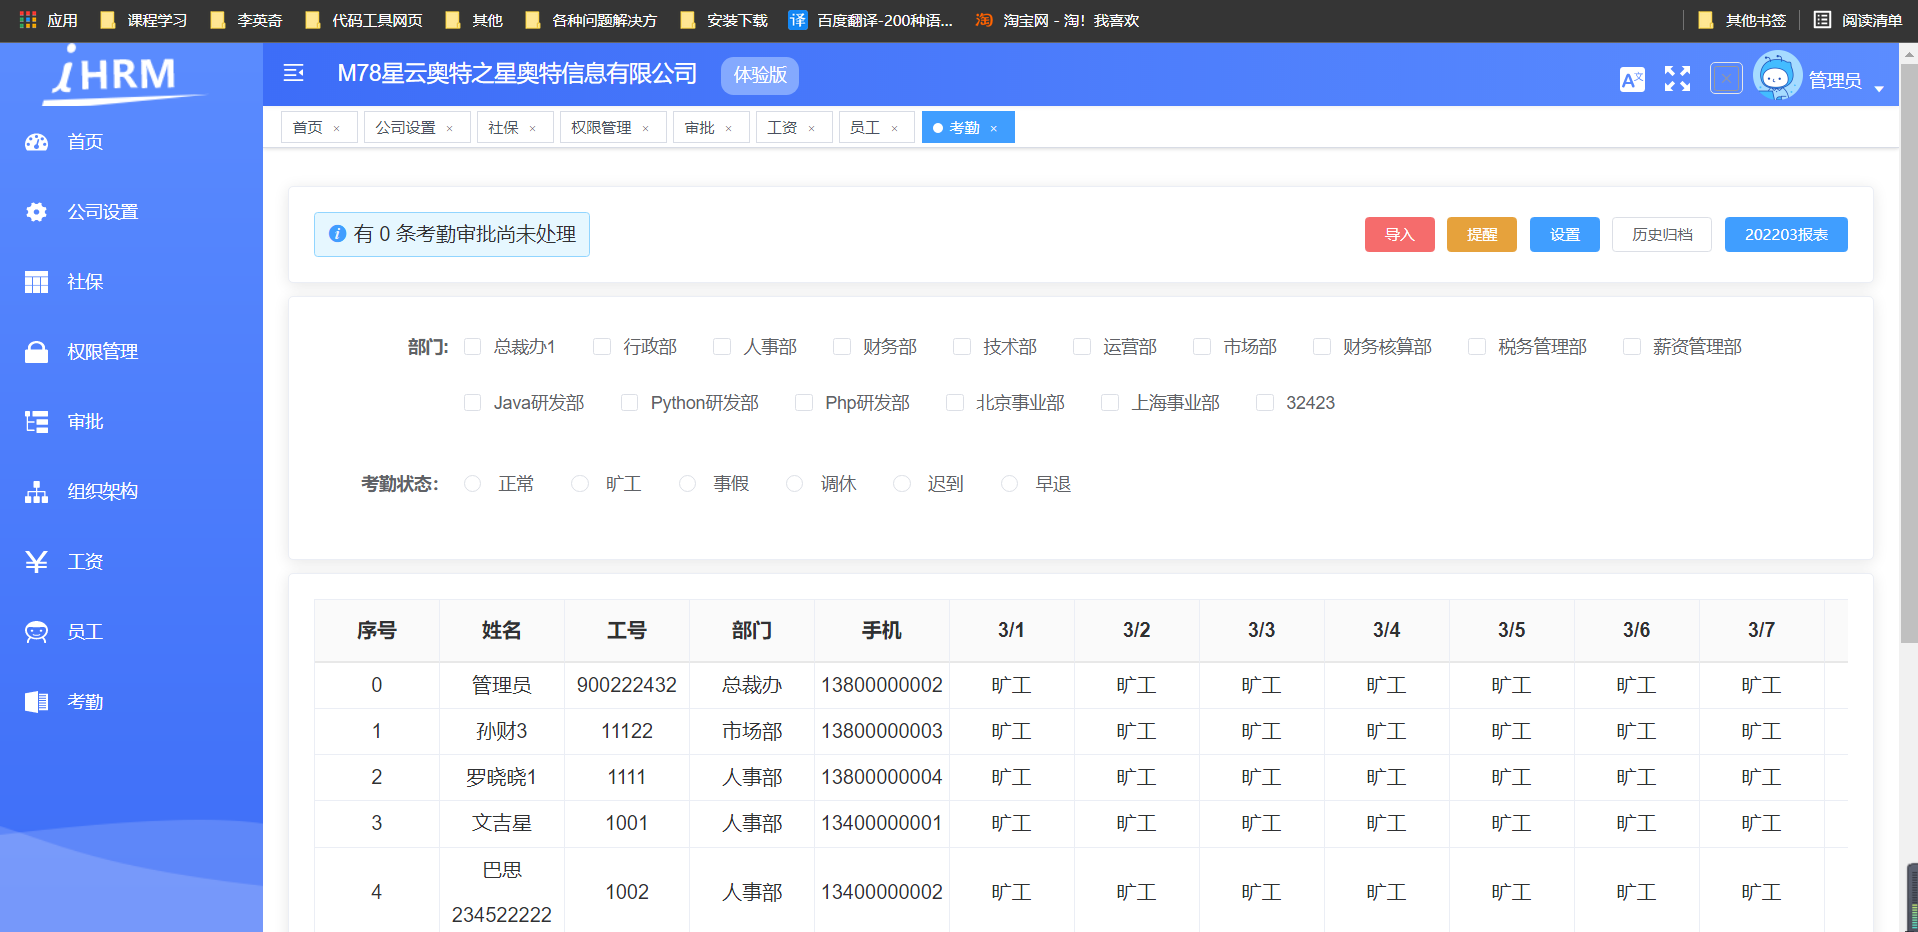 应用 课程学习 李英奇 代码工具网页 其他 各种问题解决方 安装下载 译 百度翻译-200种语... 淘 淘宝网 - 淘！我喜欢 其他书签 阅读清单
iHRM
M78星云奥特之星奥特信息有限公司 体验版 管理员
首页 × 公司设置 × 社保 × 权限管理 × 审批 × 工资 × 员工 × 考勤 ×
首页
公司设置
社保
权限管理
审批
组织架构
工资
员工
考勤
有 0 条考勤审批尚未处理 导入 提醒 设置 历史归档 202203报表
部门: 总裁办1 行政部 人事部 财务部 技术部 运营部 市场部 财务核算部 税务管理部 薪资管理部
Java研发部 Python研发部 Php研发部 北京事业部 上海事业部 32423
考勤状态: 正常 旷工 事假 调休 迟到 早退
序号 姓名 工号 部门 手机 3/1 3/2 3/3 3/4 3/5 3/6 3/7
0 管理员 900222432 总裁办 13800000002 旷工 旷工 旷工 旷工 旷工 旷工 旷工
1 孙财3 11122 市场部 13800000003 旷工 旷工 旷工 旷工 旷工 旷工 旷工
2 罗晓晓1 1111 人事部 13800000004 旷工 旷工 旷工 旷工 旷工 旷工 旷工
3 文吉星 1001 人事部 13400000001 旷工 旷工 旷工 旷工 旷工 旷工 旷工
4 巴思 1002 人事部 13400000002 旷工 旷工 旷工 旷工 旷工 旷工 旷工
234522222